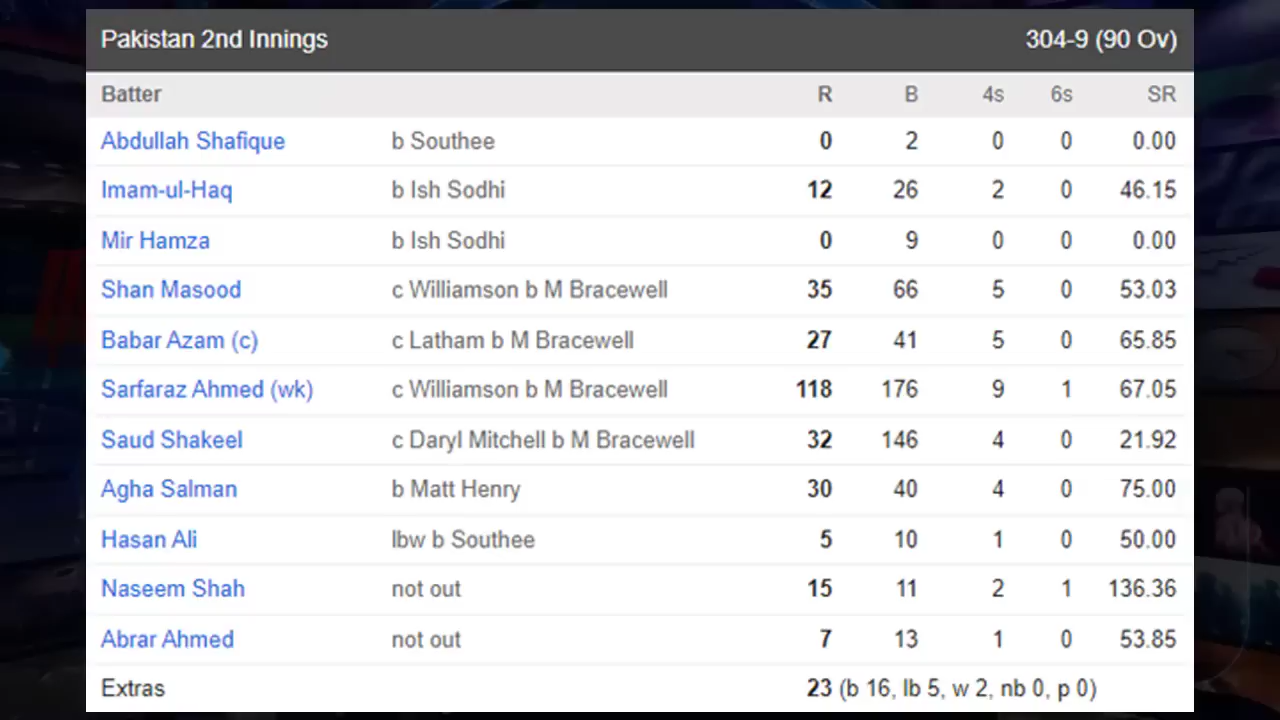 Pakistan 2nd Innings 304-9 (90 Ov)
Batter R B 4s 6s SR
Abdullah Shafique b Southee 0 2 0 0 0.00
Imam-ul-Haq b Ish Sodhi 12 26 2 0 46.15
Mir Hamza b Ish Sodhi 0 9 0 0 0.00
Shan Masood c Williamson b M Bracewell 35 66 5 0 53.03
Babar Azam (c) c Latham b M Bracewell 27 41 5 0 65.85
Sarfaraz Ahmed (wk) c Williamson b M Bracewell 118 176 9 1 67.05
Saud Shakeel c Daryl Mitchell b M Bracewell 32 146 4 0 21.92
Agha Salman b Matt Henry 30 40 4 0 75.00
Hasan Ali lbw b Southee 5 10 1 0 50.00
Naseem Shah not out 15 11 2 1 136.36
Abrar Ahmed not out 7 13 1 0 53.85
Extras 23 (b 16, lb 5, w 2, nb 0, p 0)